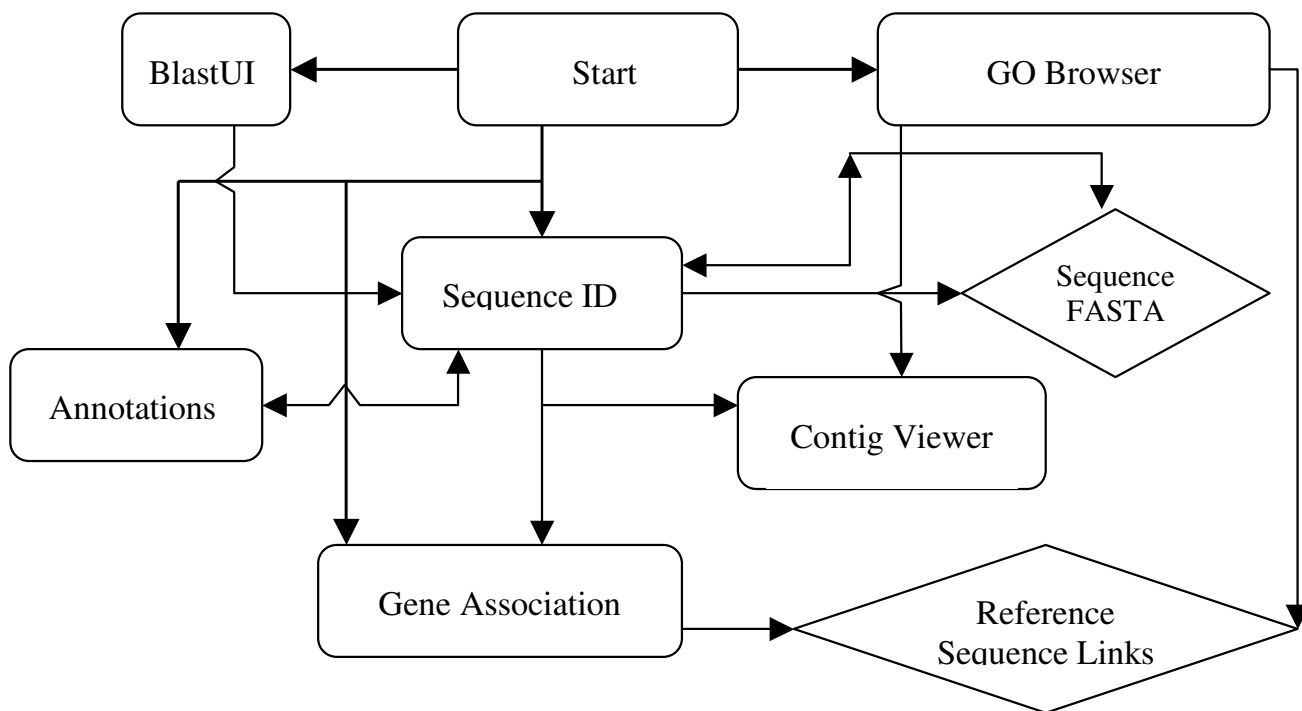 BlastUI
Start
GO Browser
Sequence ID
Sequence
FASTA
Annotations
Contig Viewer
Gene Association
Reference
Sequence Links